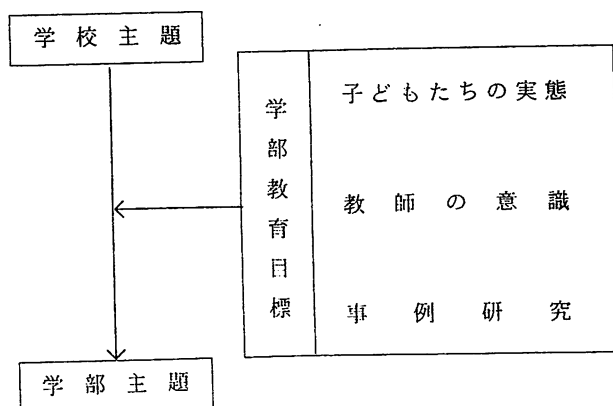 学校主題
学部教育目標
子どもたちの実態
教師の意識
事例研究
学部主題